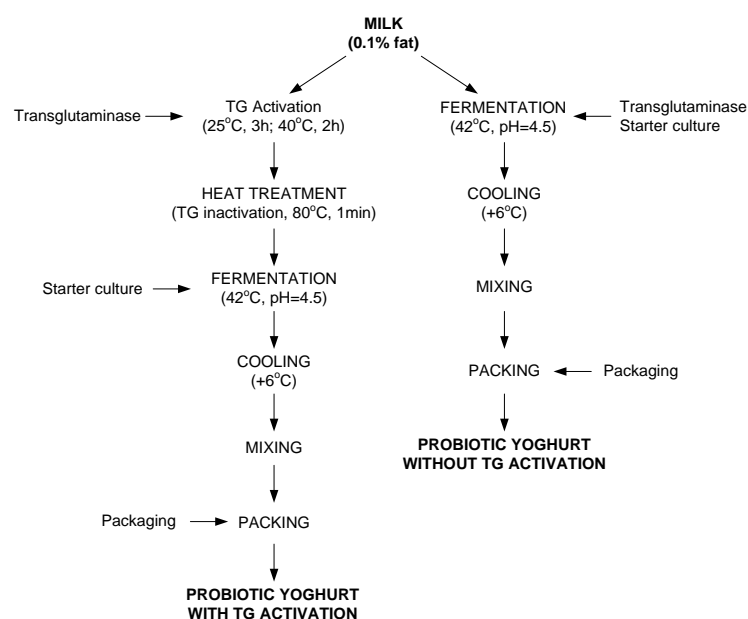 MILK
(0.1% fat)
Transglutaminase
TG Activation
(25°C, 3h; 40°C, 2h)
HEAT TREATMENT
(TG inactivation, 80°C, 1min)
Starter culture
FERMENTATION
(42°C, pH=4.5)
COOLING
(+6°C)
MIXING
Packaging
PACKING
PROBIOTIC YOGHURT
WITH TG ACTIVATION
FERMENTATION
(42°C, pH=4.5)
Transglutaminase
Starter culture
COOLING
(+6°C)
MIXING
PACKING
Packaging
PROBIOTIC YOGHURT
WITHOUT TG ACTIVATION